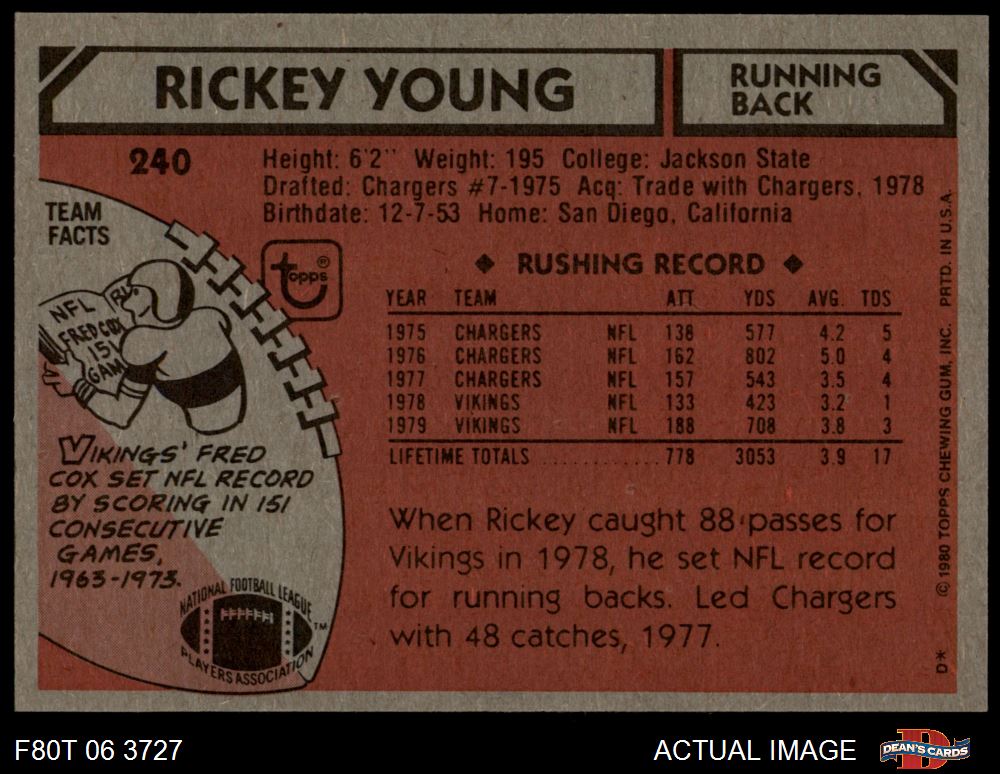 RICKEY YOUNG
RUNNING
BACK
240
Height: 6'2" Weight: 195 College: Jackson State
Drafted: Chargers #7-1975 Acq: Trade with Chargers, 1978
Birthdate: 12-7-53 Home: San Diego, California
TEAM
FACTS
topps ®
NFL
FRED COX
151
GAM
VIKINGS' FRED
COX SET NFL RECORD
BY SCORING IN 151
CONSECUTIVE
GAMES,
1963-1973.
NATIONAL FOOTBALL LEAGUE
PLAYERS ASSOCIATION
TM
◆ RUSHING RECORD ◆
YEAR TEAM ATT YDS AVG. TDS
1975 CHARGERS NFL 138 577 4.2 5
1976 CHARGERS NFL 162 802 5.0 4
1977 CHARGERS NFL 157 543 3.5 4
1978 VIKINGS NFL 133 423 3.2 1
1979 VIKINGS NFL 188 708 3.8 3
LIFETIME TOTALS ............ 778 3053 3.9 17
When Rickey caught 88 passes for
Vikings in 1978, he set NFL record
for running backs. Led Chargers
with 48 catches, 1977.
D* © 1980 TOPPS CHEWING GUM, INC. PRTD. IN U.S.A.
F80T 06 3727
ACTUAL IMAGE
DEAN'S CARDS